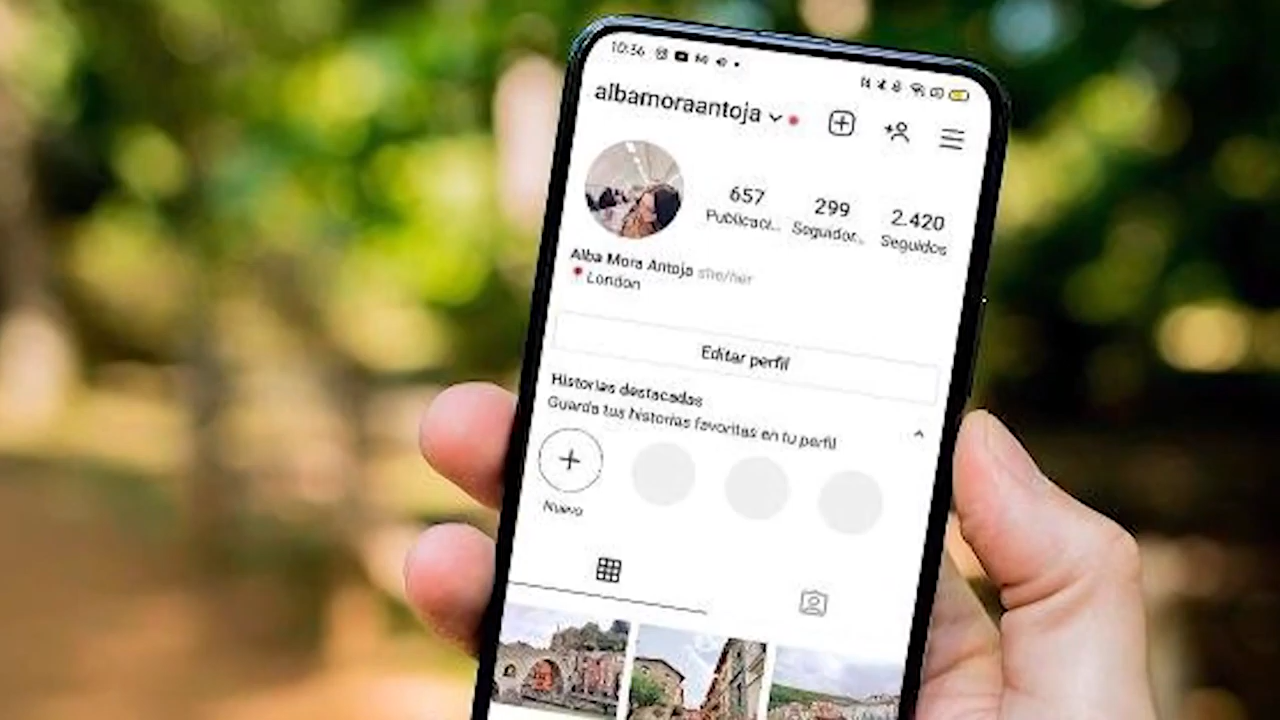 10:36
albamoraantoja
657 299 2.420
Publicaci... Seguidor... Seguidos
Alba Mora Antoja she/her
London
Editar perfil
Historias destacadas
Guarda tus historias favoritas en tu perfil
Nuevo